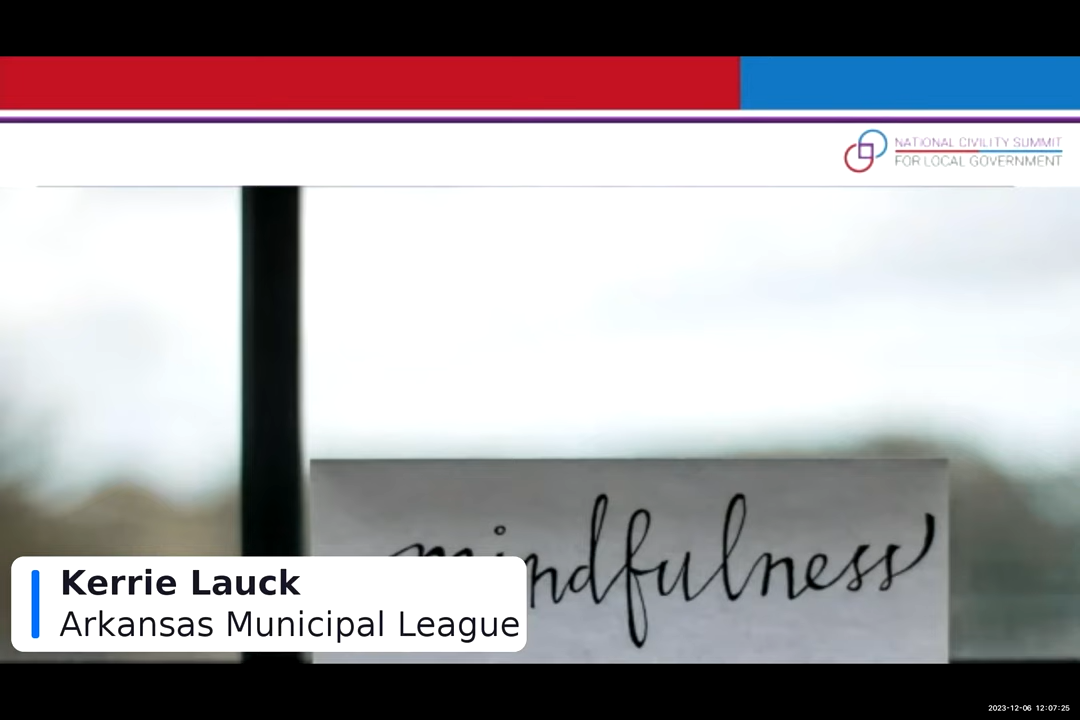 NATIONAL CIVILITY SUMMIT
FOR LOCAL GOVERNMENT
mindfulness
Kerrie Lauck
Arkansas Municipal League
2023-12-06 12:07:25